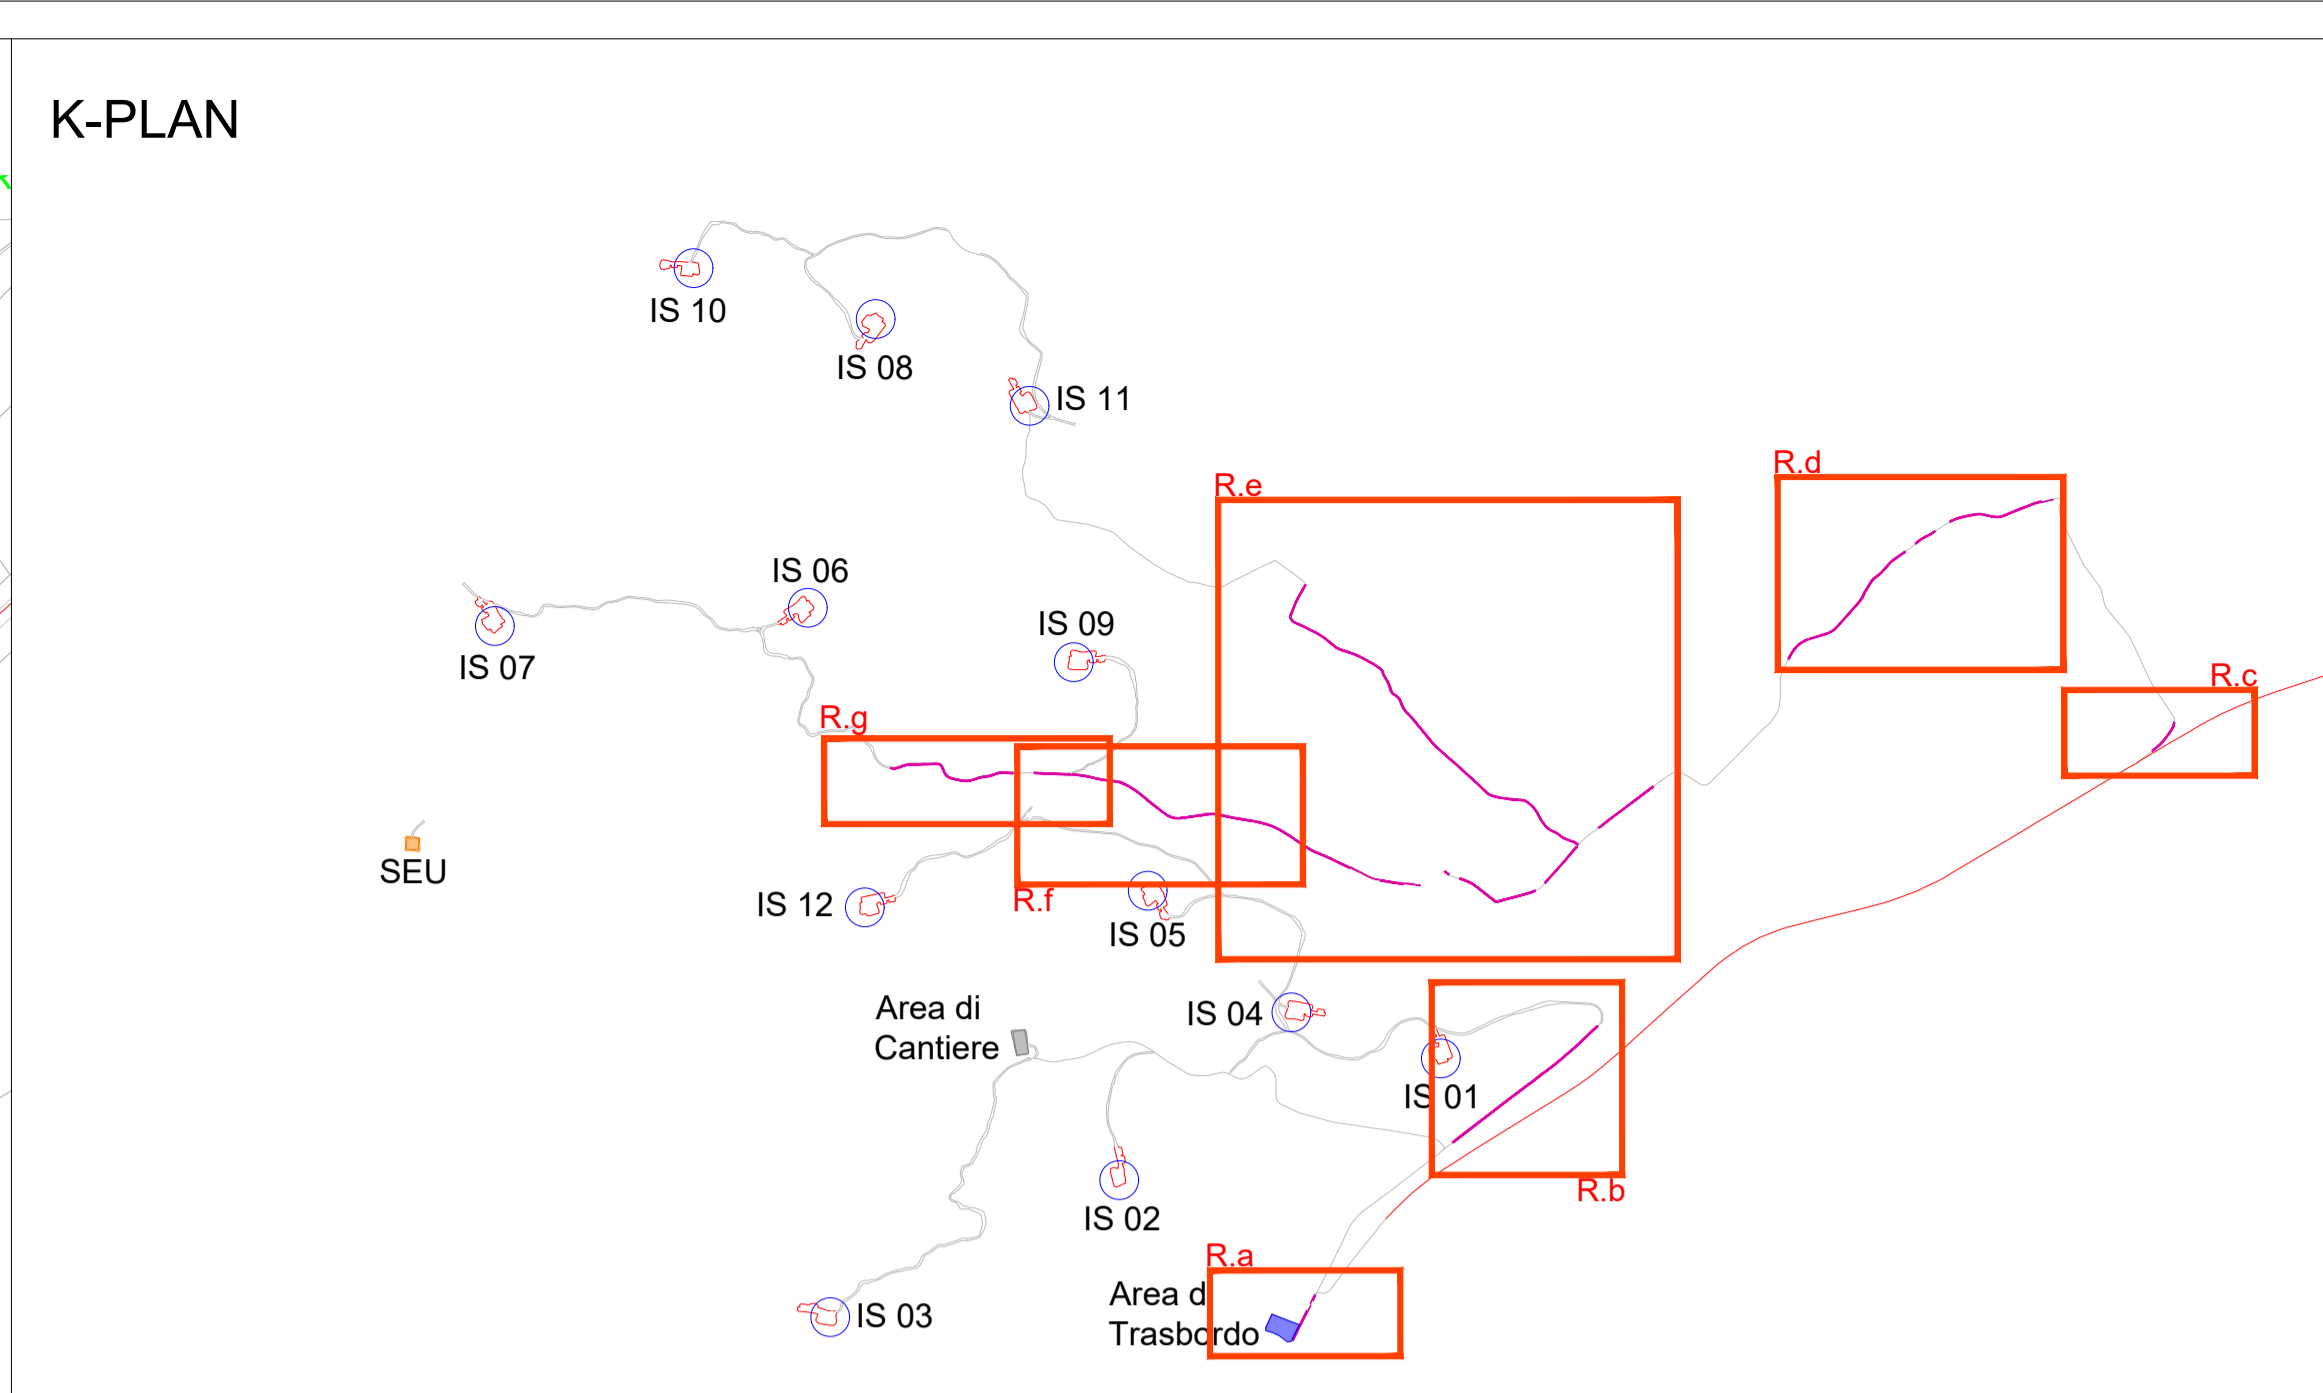 K-PLAN
IS 10
IS 08
IS 11
R.d
R.e
IS 06
IS 09
IS 07
R.c
R.g
SEU
IS 12
R.f
IS 05
Area di
Cantiere
IS 04
IS 01
R.b
IS 02
R.a
Area d
Trasbordo
IS 03